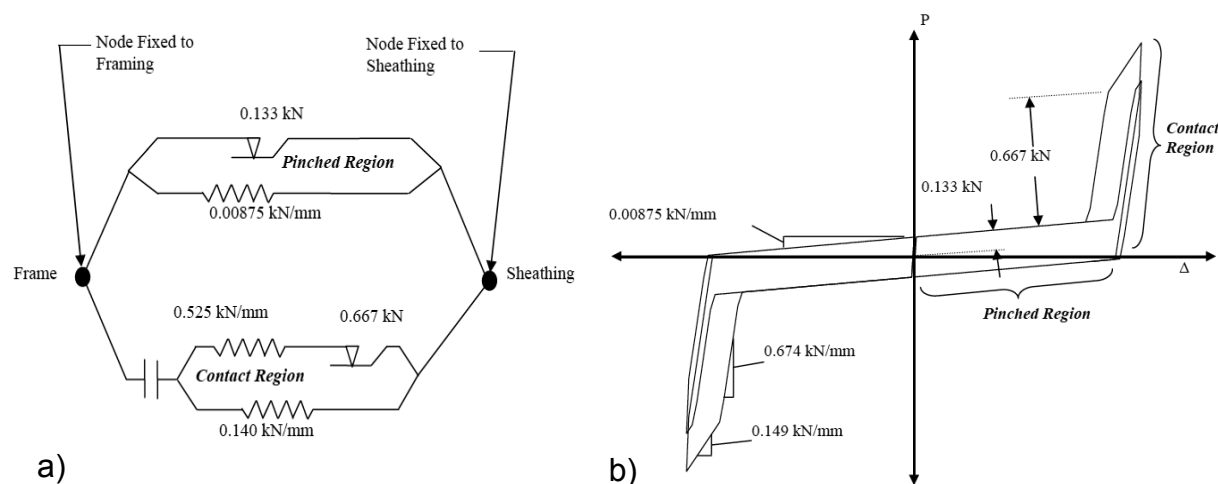 Node Fixed to
Framing
Node Fixed to
Sheathing
0.133 kN
Pinched Region
0.00875 kN/mm
Frame
Sheathing
0.525 kN/mm
0.667 kN
Contact Region
0.140 kN/mm
a)
P
Contact
Region
0.667 kN
0.133 kN
0.00875 kN/mm
Δ
Pinched Region
0.674 kN/mm
0.149 kN/mm
b)